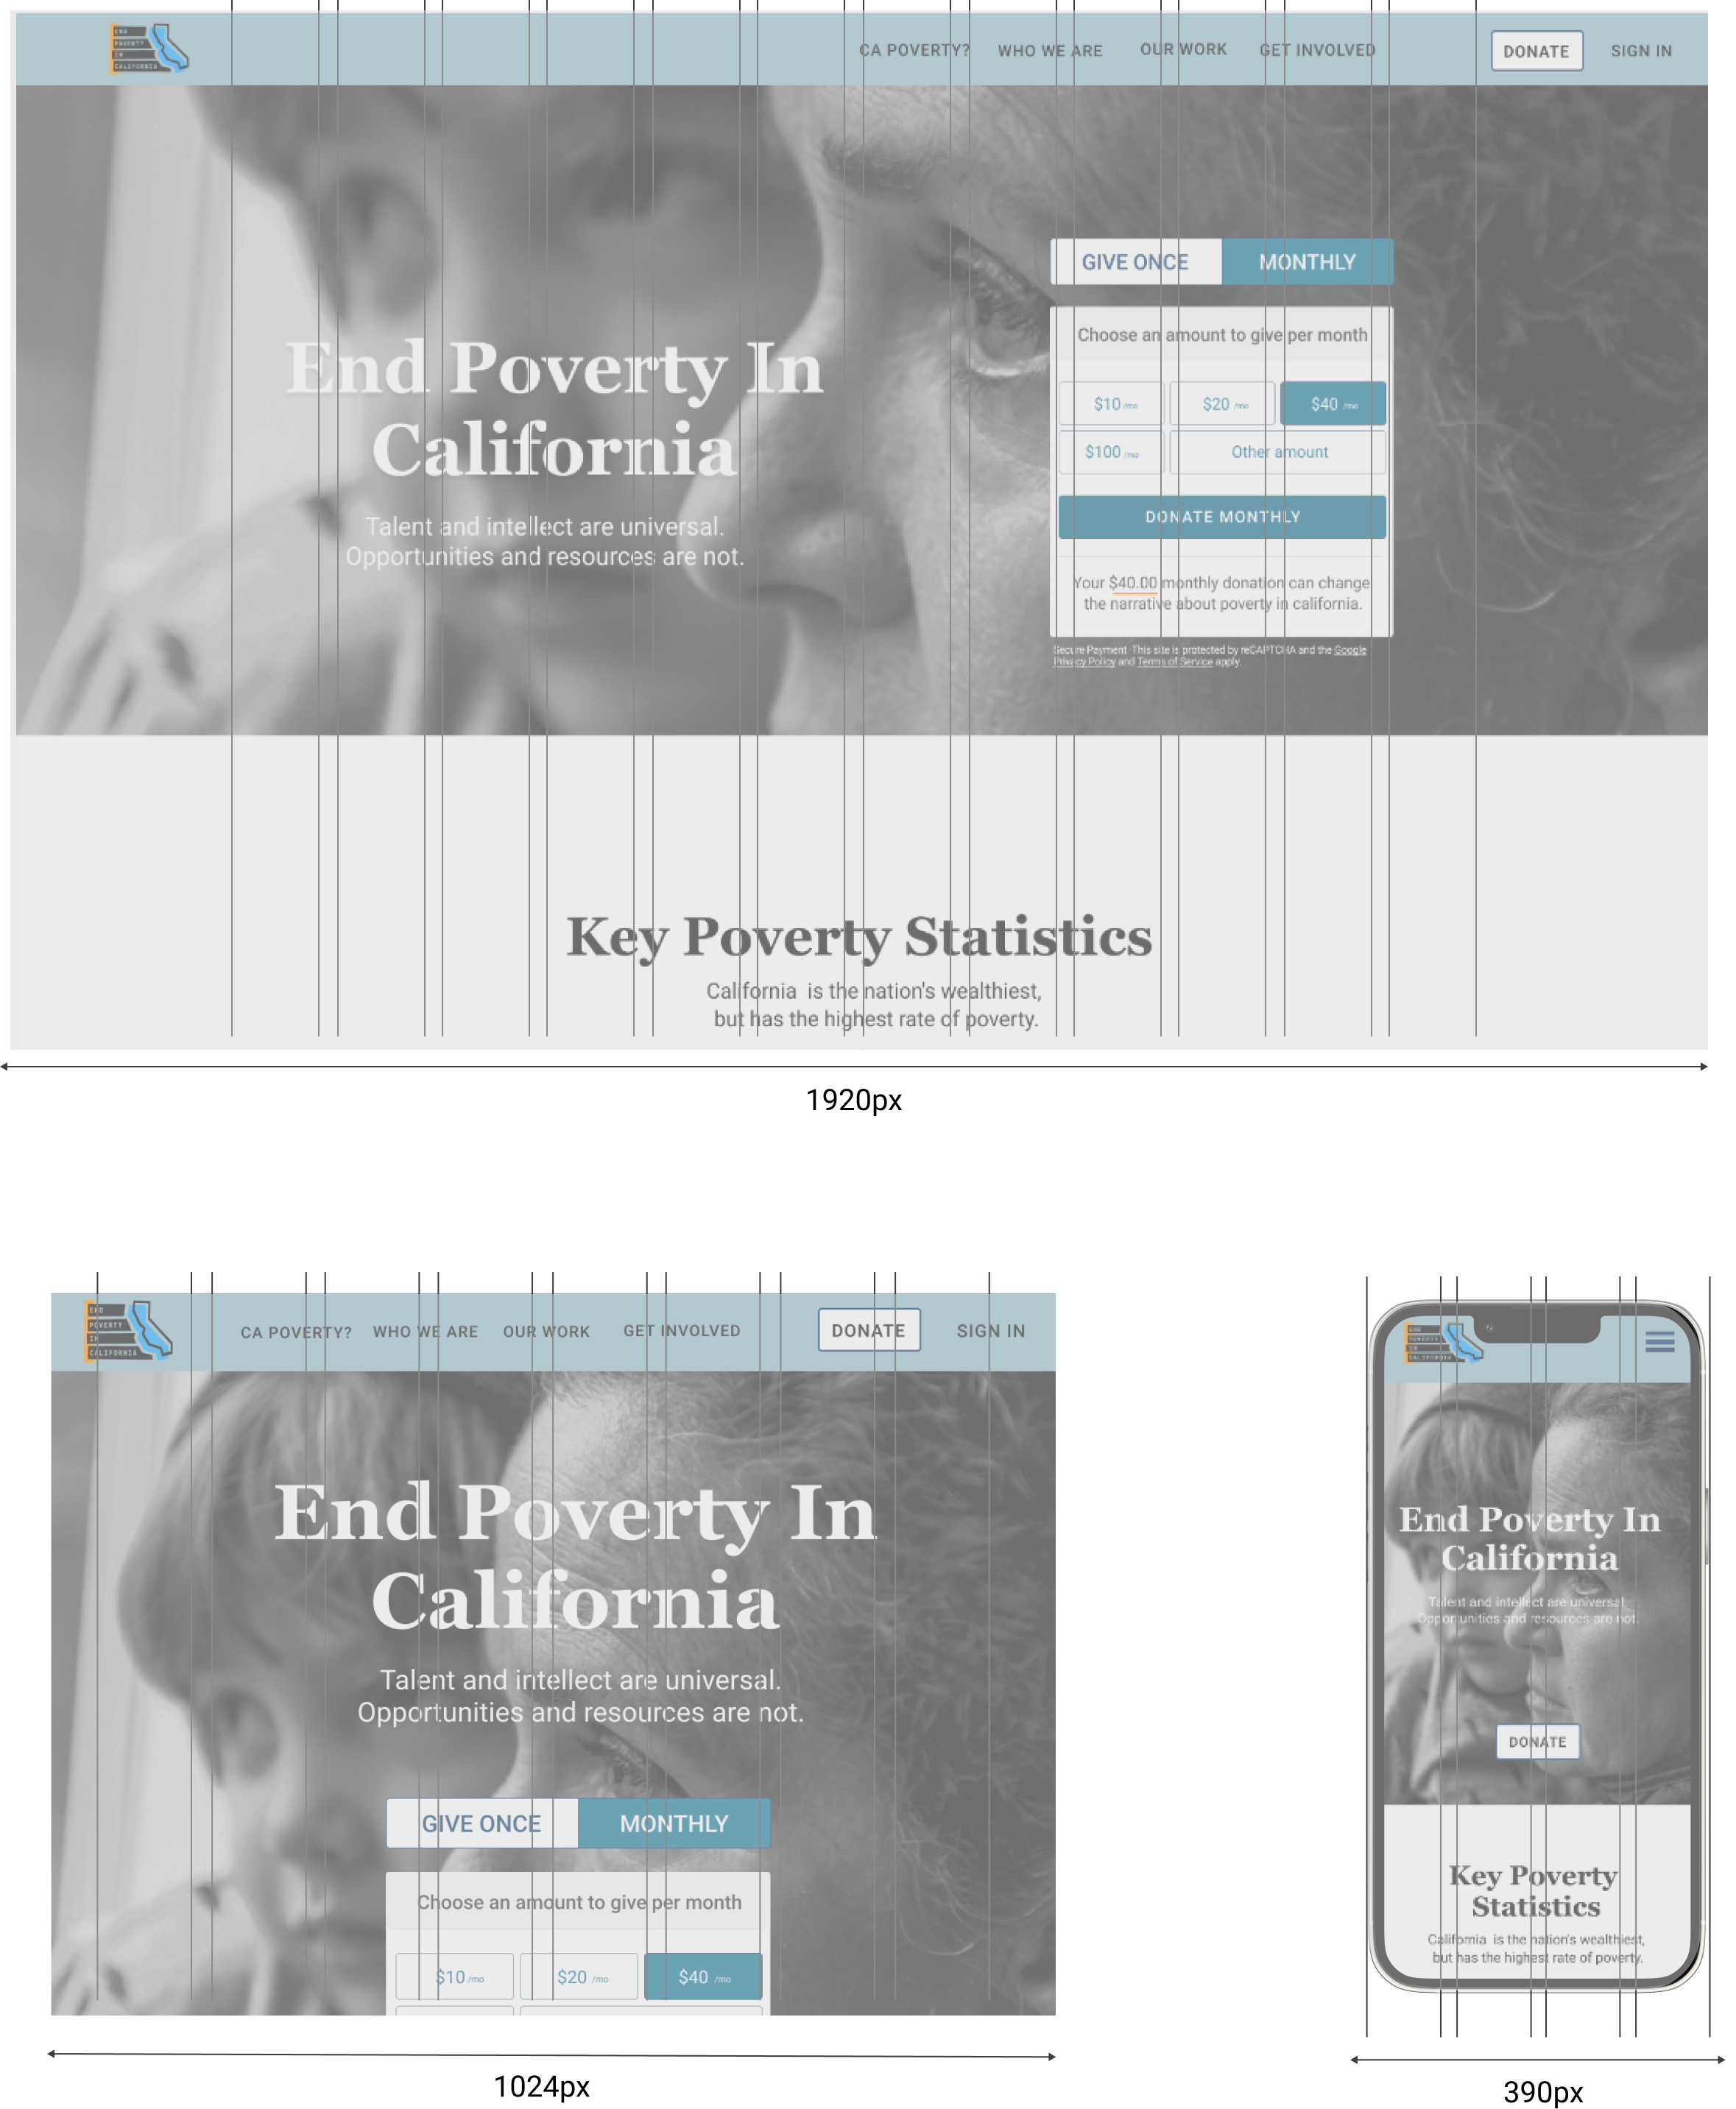 END
POVERTY
IN
CALIFORNIA
CA POVERTY? WHO WE ARE OUR WORK GET INVOLVED DONATE SIGN IN
End Poverty In
California
Talent and intellect are universal.
Opportunities and resources are not.
GIVE ONCE MONTHLY
Choose an amount to give per month
$10 /mo $20 /mo $40 /mo
$100 /mo Other amount
DONATE MONTHLY
Your $40.00 monthly donation can change
the narrative about poverty in california.
Secure Payment. This site is protected by reCAPTCHA and the Google
Privacy Policy and Terms of Service apply.
Key Poverty Statistics
California is the nation's wealthiest,
but has the highest rate of poverty.
1920px
END
POVERTY
IN
CALIFORNIA
CA POVERTY? WHO WE ARE OUR WORK GET INVOLVED DONATE SIGN IN
End Poverty In
California
Talent and intellect are universal.
Opportunities and resources are not.
GIVE ONCE MONTHLY
Choose an amount to give per month
$10 /mo $20 /mo $40 /mo
1024px
END
POVERTY
IN
CALIFORNIA
End Poverty In
California
Talent and intellect are universal.
Opportunities and resources are not.
DONATE
Key Poverty
Statistics
California is the nation's wealthiest,
but has the highest rate of poverty.
390px